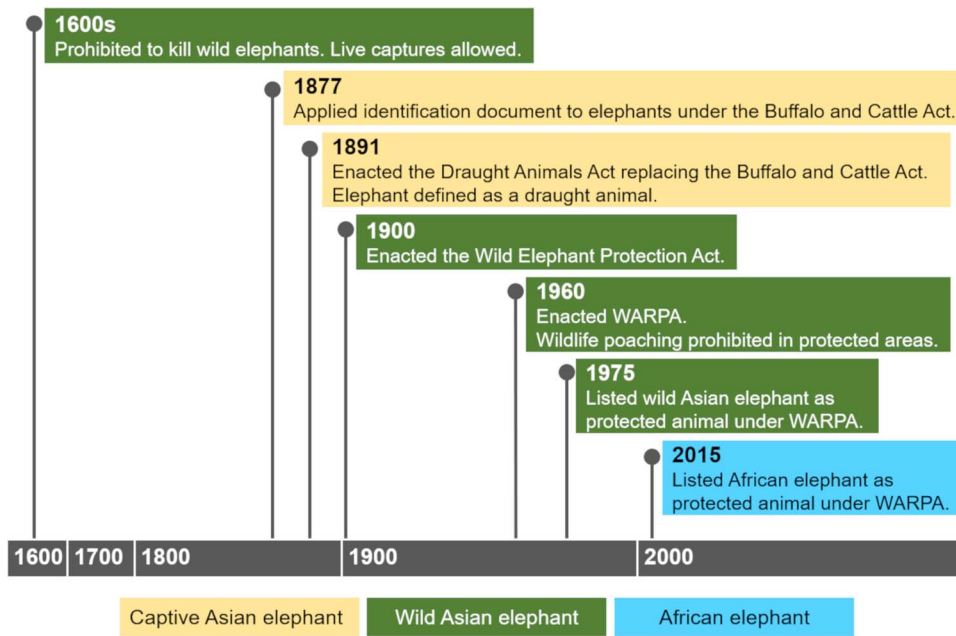 1600s
Prohibited to kill wild elephants. Live captures allowed.
1877
Applied identification document to elephants under the Buffalo and Cattle Act.
1891
Enacted the Draught Animals Act replacing the Buffalo and Cattle Act.
Elephant defined as a draught animal.
1900
Enacted the Wild Elephant Protection Act.
1960
Enacted WARPA.
Wildlife poaching prohibited in protected areas.
1975
Listed wild Asian elephant as
protected animal under WARPA.
2015
Listed African elephant as
protected animal under WARPA.
1600 1700 1800 1900 2000
Captive Asian elephant Wild Asian elephant African elephant